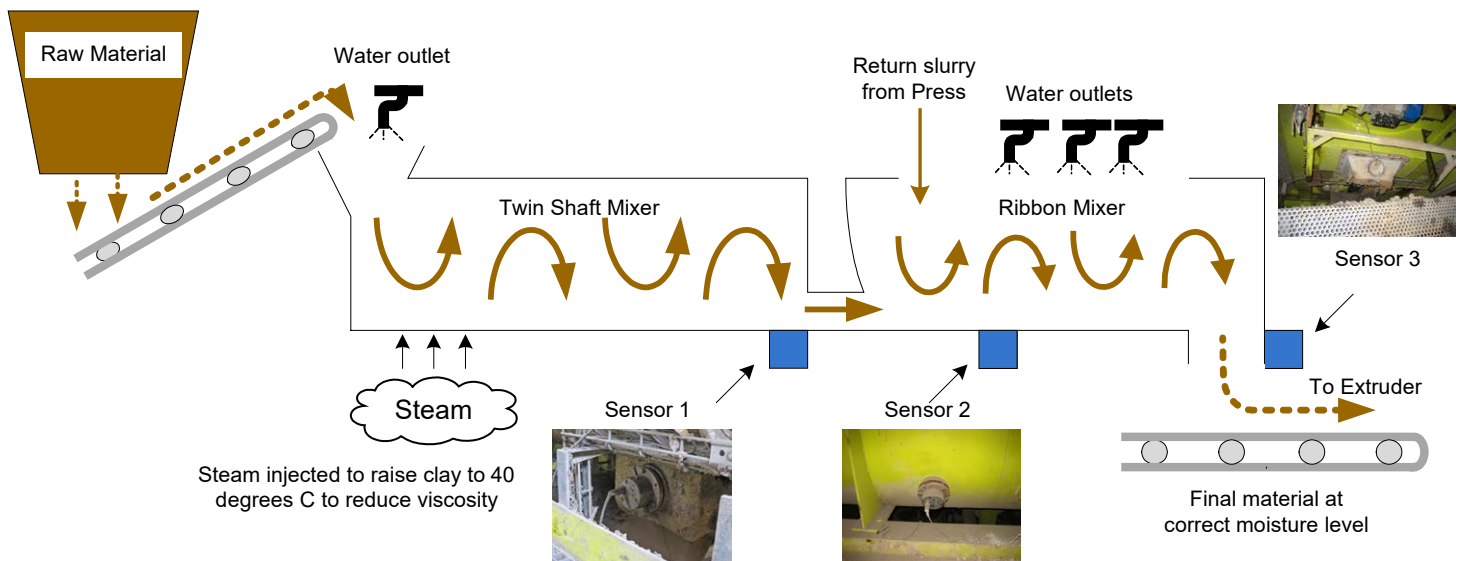 Raw Material
Water outlet
Return slurry
from Press
Water outlets
Twin Shaft Mixer
Ribbon Mixer
Sensor 3
To Extruder
Steam
Sensor 1
Sensor 2
Steam injected to raise clay to 40
degrees C to reduce viscosity
Final material at
correct moisture level